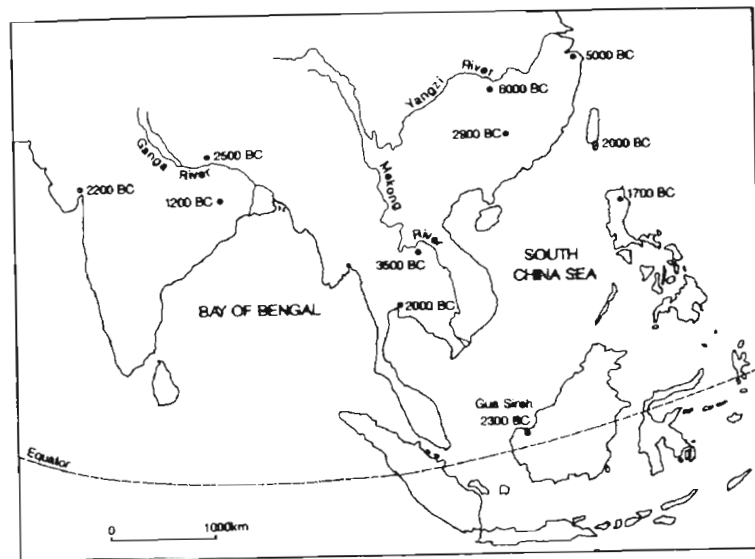 5000 BC
Yangzi River
6000 BC
2900 BC
2000 BC
Ganga River
2500 BC
2200 BC
1200 BC
Mekong River
1700 BC
3500 BC
SOUTH
CHINA SEA
BAY OF BENGAL
2000 BC
Gua Sireh
2300 BC
Equator
0 1000km